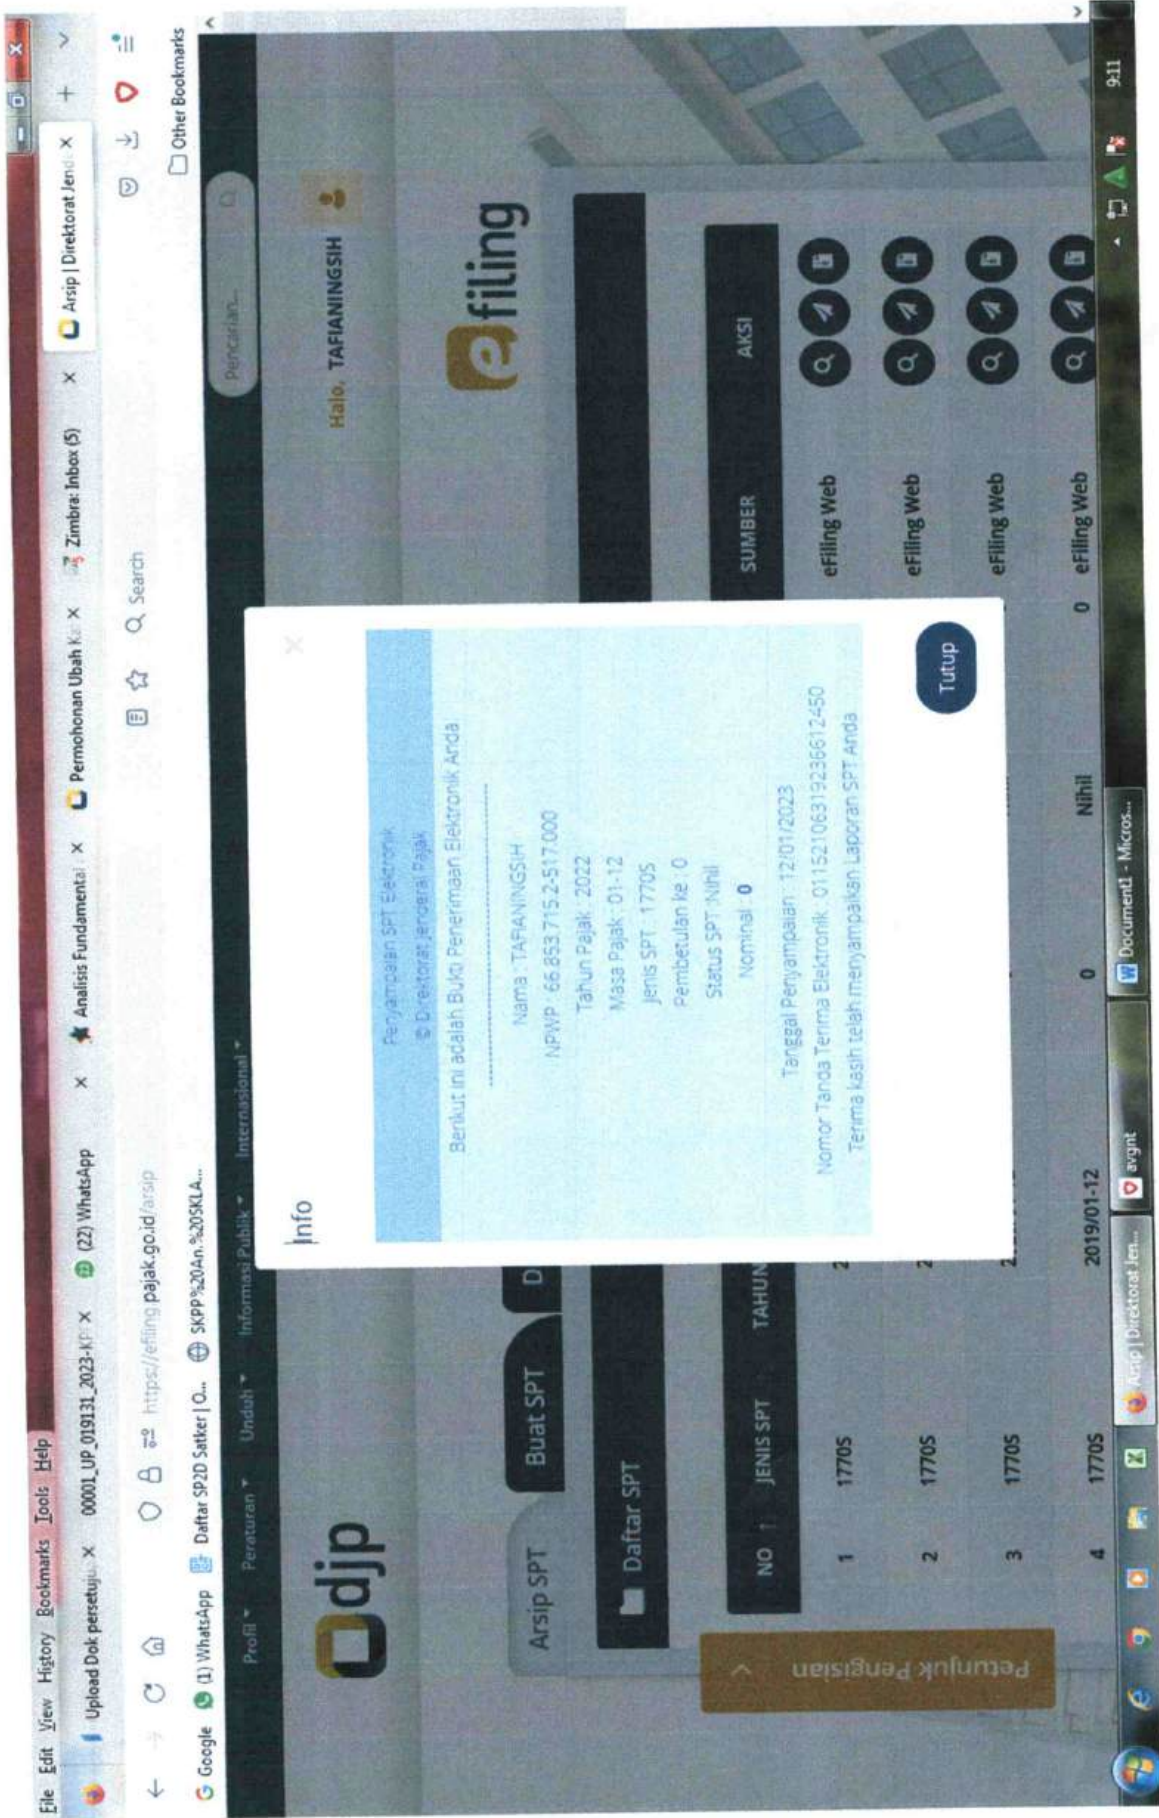 File Edit View History Bookmarks Tools Help
Upload Dok persetuju
00001_UP_019131_2023-KP
(22) WhatsApp
Analisis Fundamental
Permohonan Ubah Ka
Zimbra: Inbox (5)
Arsip | Direktorat Jend
https://efiling.pajak.go.id/arsip
Search
Google
(1) WhatsApp
Daftar SP2D Satker | O...
SKPP%20An.%20SKLA...
Other Bookmarks
Profil Peraturan Unduh Informasi Publik Internasional
Pencarian...
djp
Halo, TAFIANINGSIH
efiling
Arsip SPT
Buat SPT
D
Daftar SPT
NO JENIS SPT TAHUN SUMBER AKSI
1 1770S 2 eFiling Web
2 1770S 2 eFiling Web
3 1770S 2 eFiling Web
4 1770S 2019/01-12 0 Nihil 0 eFiling Web
Petunjuk Pengisian
Info
Penyampaian SPT Elektronik
© Direktorat Jenderal Pajak
Berikut ini adalah Bukti Penerimaan Elektronik Anda
Nama : TAFIANINGSIH
NPWP : 66.853.715.2-517.000
Tahun Pajak : 2022
Masa Pajak : 01-12
Jenis SPT : 1770S
Pembetulan ke : 0
Status SPT :Nihil
Nominal : 0
Tanggal Penyampaian : 12/01/2023
Nomor Tanda Terima Elektronik : 01152106319236612450
Terima kasih telah menyampaikan Laporan SPT Anda
Tutup
Arsip | Direktorat Jen...
avgnt
Document1 - Micros...
9:11